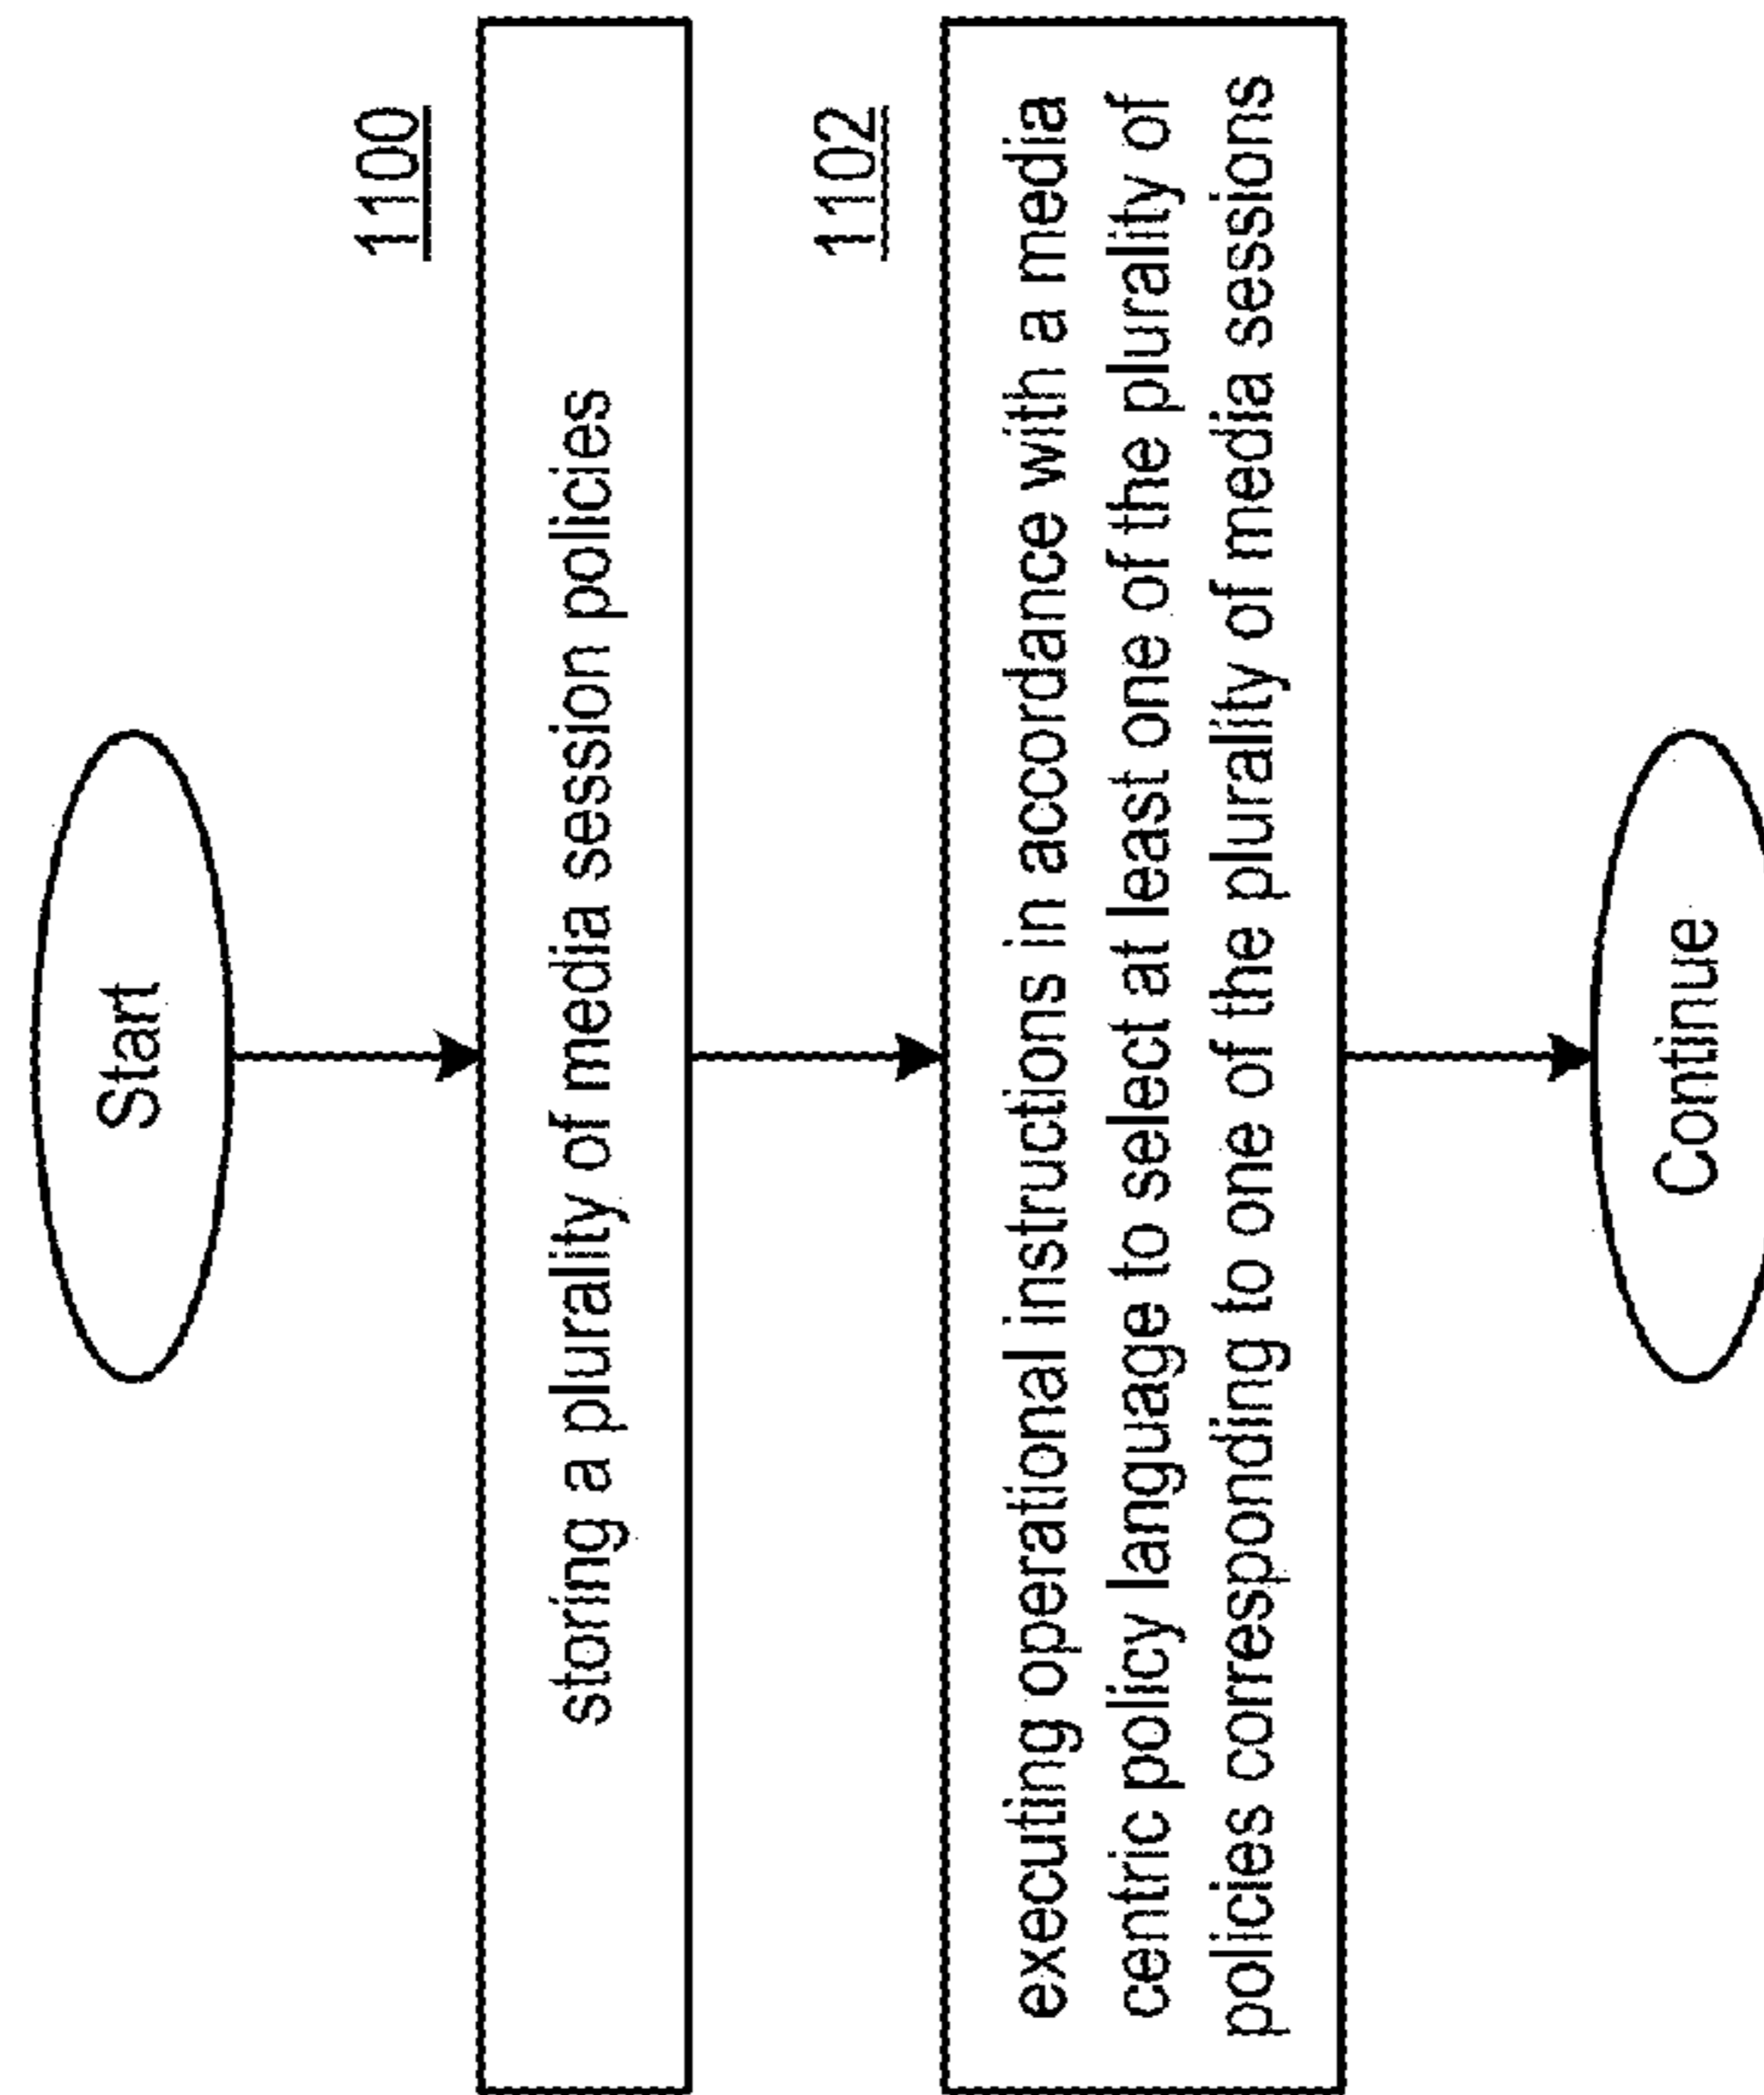 Start
1100
storing a plurality of media session policies
1102
executing operational instructions in accordance with a media
centric policy language to select at least one of the plurality of
policies corresponding to one of the plurality of media sessions
Continue